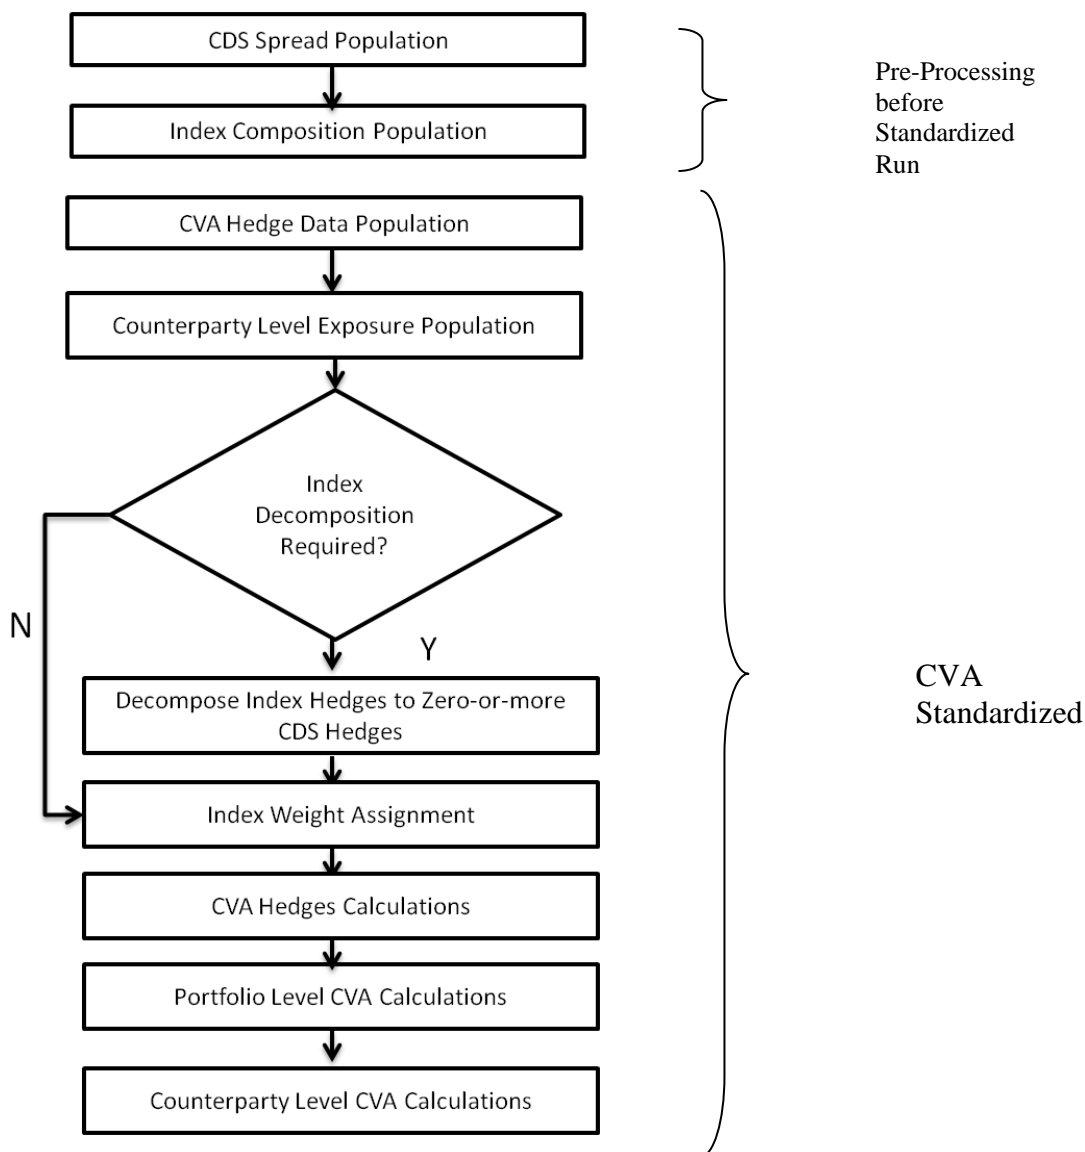 CDS Spread Population
Index Composition Population
Pre-Processing
before
Standardized
Run
CVA Hedge Data Population
Counterparty Level Exposure Population
Index
Decomposition
Required?
N
Y
Decompose Index Hedges to Zero-or-more
CDS Hedges
CVA
Standardized
Index Weight Assignment
CVA Hedges Calculations
Portfolio Level CVA Calculations
Counterparty Level CVA Calculations